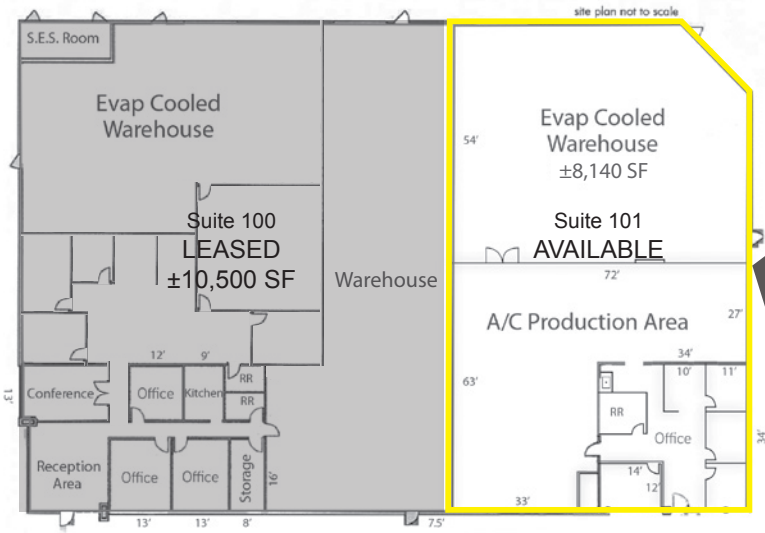 site plan not to scale
S.E.S. Room
Evap Cooled
Warehouse
Evap Cooled
Warehouse
±8,140 SF
54'
Suite 100
LEASED
±10,500 SF
Suite 101
AVAILABLE
Warehouse
72'
A/C Production Area
27'
12'
9'
34'
63'
10'
11'
13'
Conference
Office
Kitchen
RR
RR
RR
Office
34'
Reception
Area
Office
Office
Storage
16'
14'
12'
33'
13'
13'
8'
7.5'